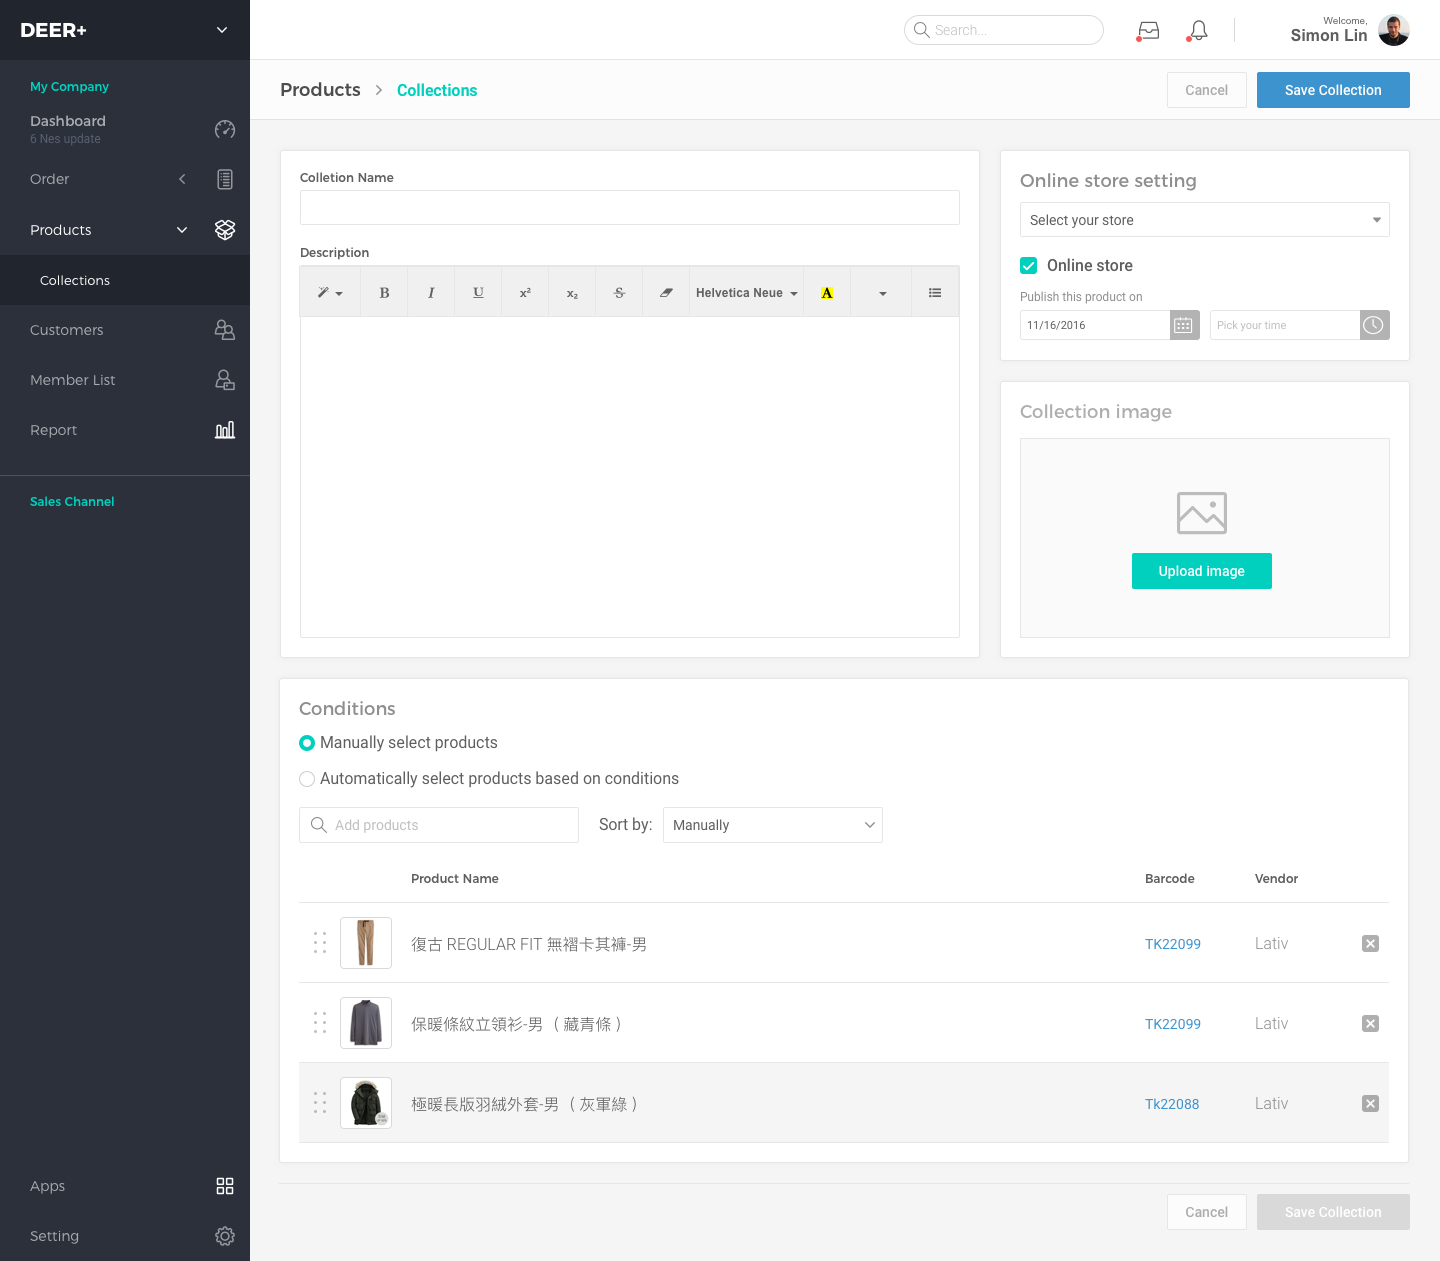 DEER+
Search...
Welcome,
Simon Lin
My Company
Dashboard
6 Nes update
Order
Products
Collections
Customers
Member List
Report
Sales Channel
Apps
Setting
Products > Collections
Cancel
Save Collection
Colletion Name
Description
B I U x² x₂ S Helvetica Neue A
Online store setting
Select your store
Online store
Publish this product on
11/16/2016
Pick your time
Collection image
Upload image
Conditions
Manually select products
Automatically select products based on conditions
Add products
Sort by:
Manually
Product Name Barcode Vendor
復古 REGULAR FIT 無褶卡其褲-男 TK22099 Lativ
保暖條紋立領衫-男（藏青條） TK22099 Lativ
極暖長版羽絨外套-男（灰軍綠） Tk22088 Lativ
Cancel
Save Collection